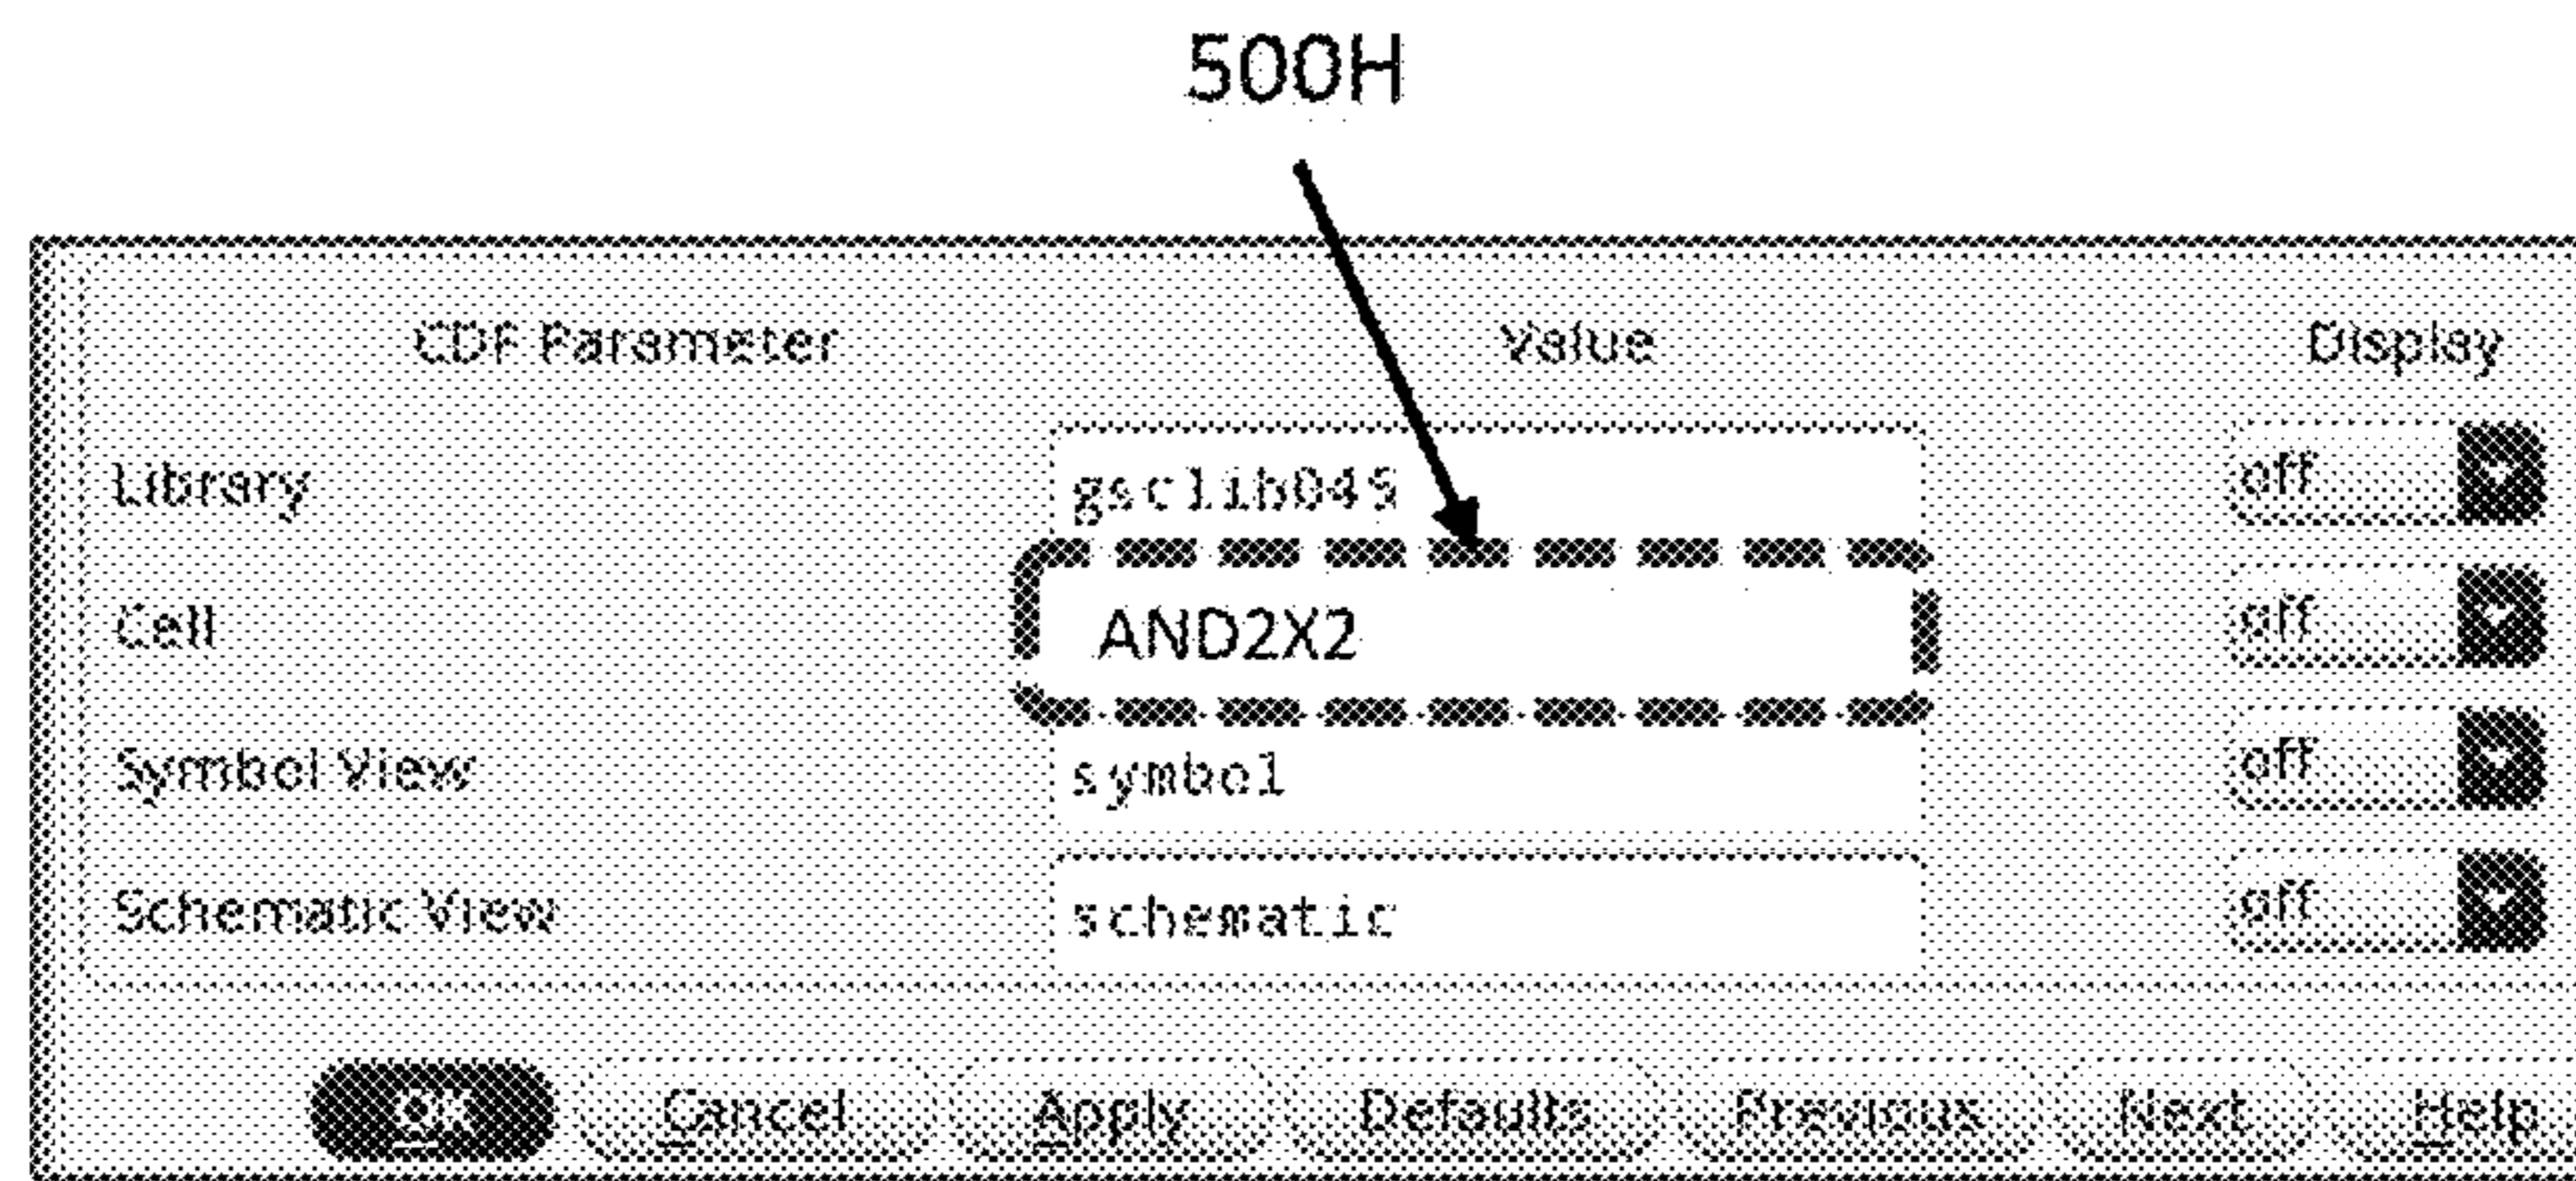 500H
CDF Parameter Value Display
Library gsclib045 off
Cell AND2X2 off
Symbol View symbol off
Schematic View schematic off
OK Cancel Apply Defaults Previous Next Help